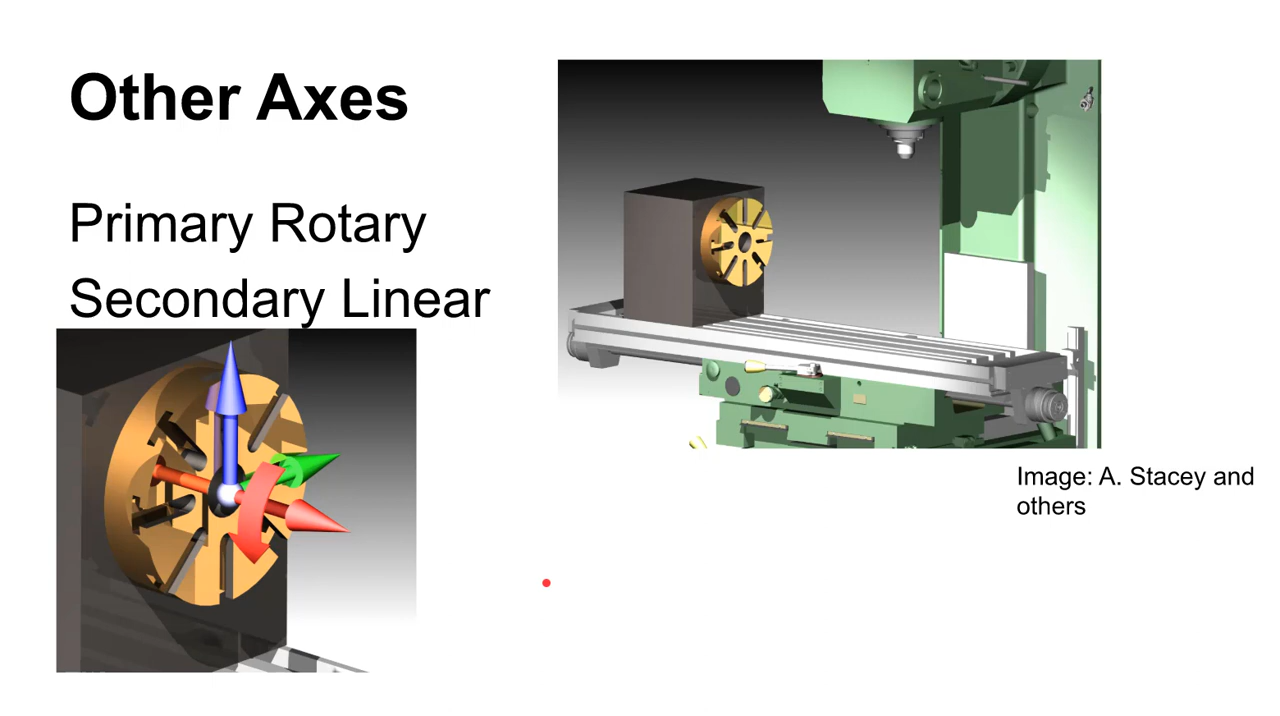 Other Axes
Primary Rotary
Secondary Linear
Image: A. Stacey and
others